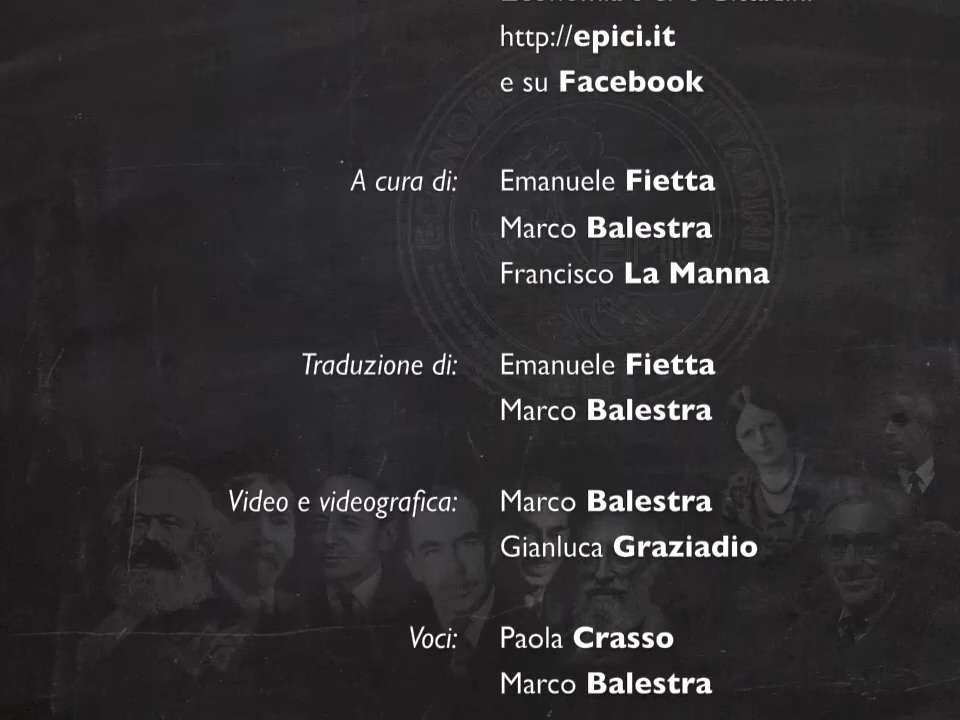 http://epici.it
e su Facebook
A cura di: Emanuele Fietta
Marco Balestra
Francisco La Manna
Traduzione di: Emanuele Fietta
Marco Balestra
Video e videografica: Marco Balestra
Gianluca Graziadio
Voci: Paola Crasso
Marco Balestra